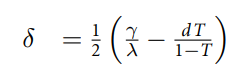 δ = 1/2 (γ/λ − dT/(1−T))